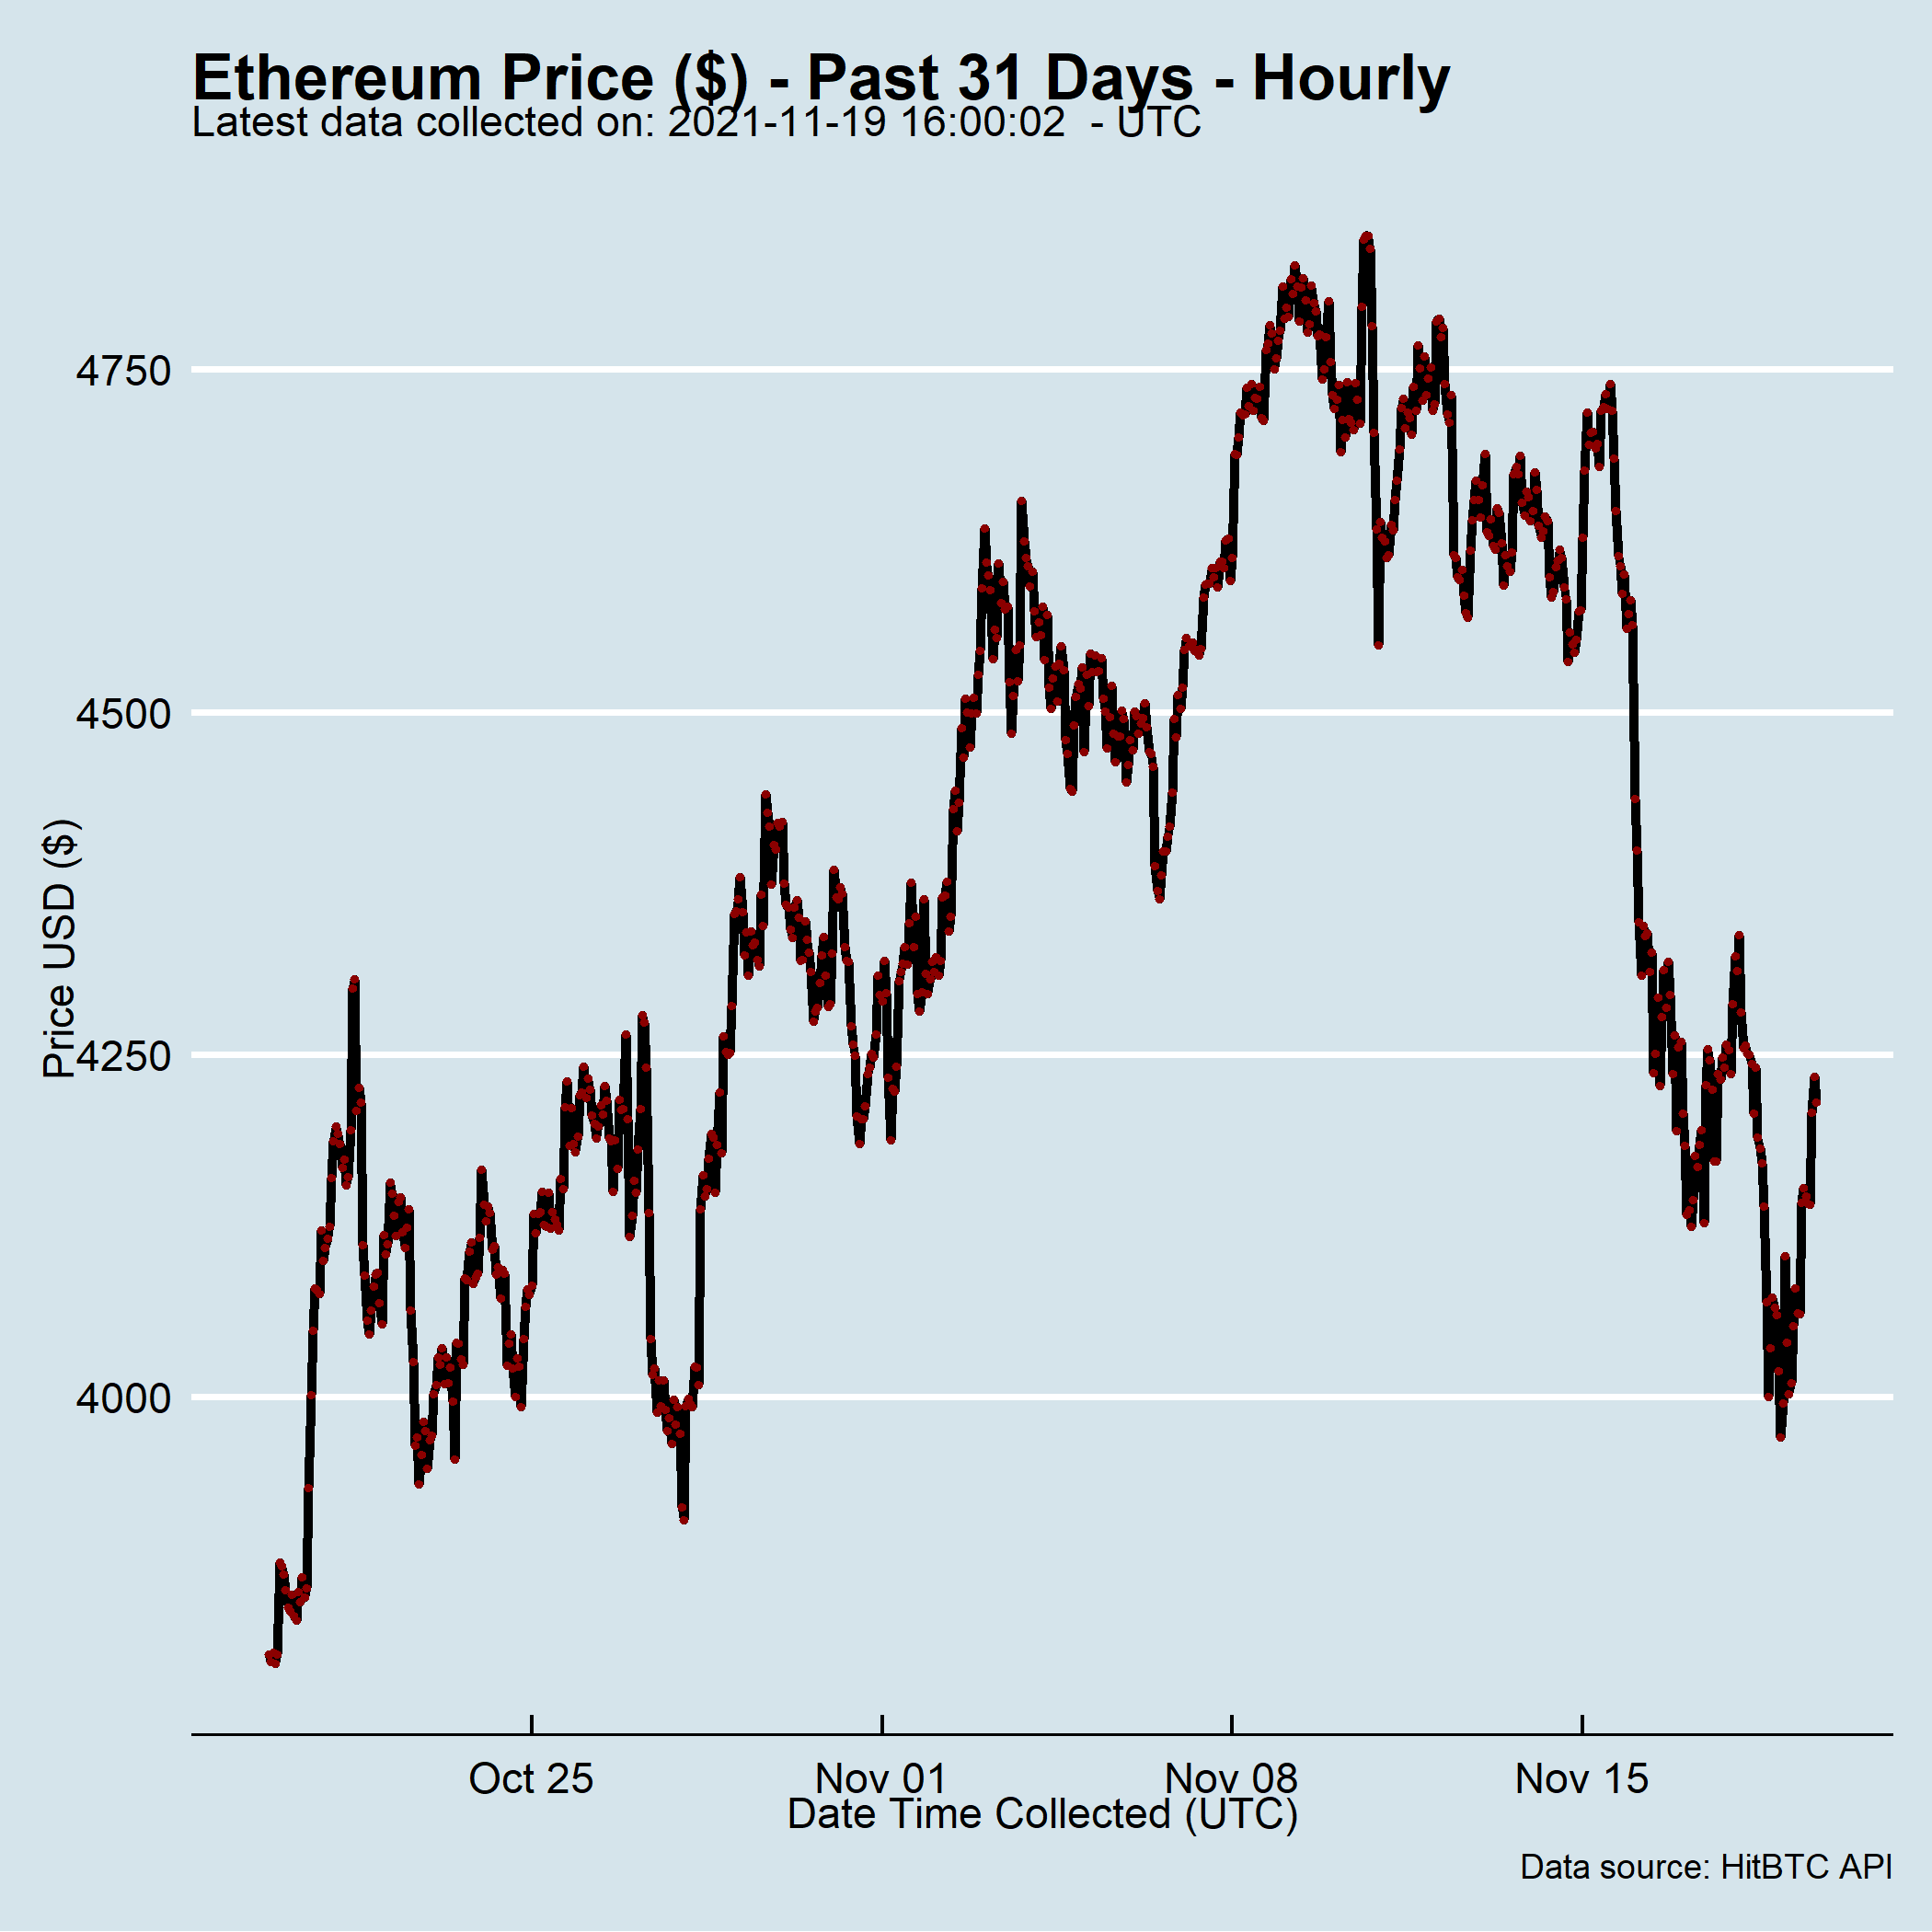 Ethereum Price ($) - Past 31 Days - Hourly
Latest data collected on: 2021-11-19 16:00:02  - UTC
4750
4500
4250
4000
Price USD ($)
Oct 25 Nov 01 Nov 08 Nov 15
Date Time Collected (UTC)
Data source: HitBTC API